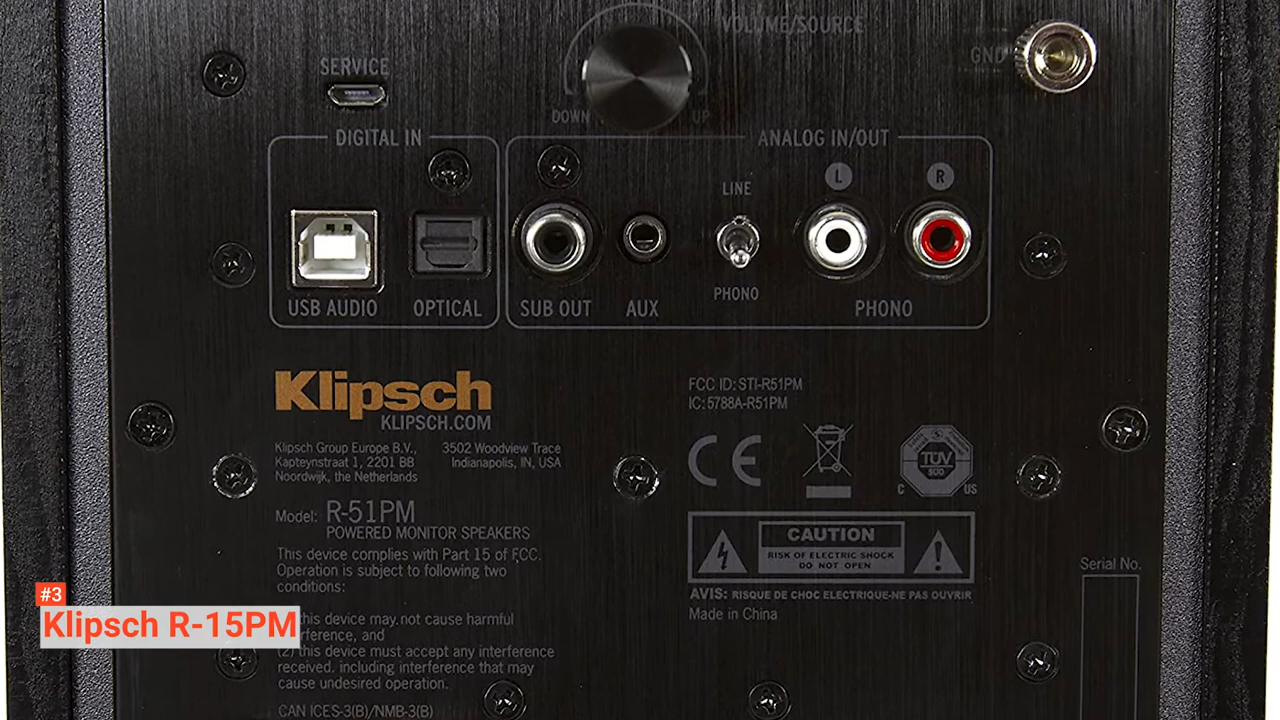 VOLUME/SOURCE
GND
SERVICE
DOWN
UP
DIGITAL IN
ANALOG IN/OUT
L
R
LINE
PHONO
USB AUDIO
OPTICAL
SUB OUT
AUX
PHONO
Klipsch
KLIPSCH.COM
Klipsch Group Europe B.V.,
Kapteynstraat 1, 2201 BB
Noordwijk, the Netherlands
3502 Woodview Trace
Indianapolis, IN, USA
Model: R-51PM
POWERED MONITOR SPEAKERS
This device complies with Part 15 of FCC.
Operation is subject to following two
conditions:
this device may.not cause harmful
and
(2) this device must accept any interference
received. including interference that may
cause undesired operation.
CAN ICES-3(B)/NMB-3(B)
FCC ID: STI-R51PM
IC: 5788A-R51PM
CE
TÜV
SÜD
C US
CAUTION
RISK OF ELECTRIC SHOCK
DO NOT OPEN
AVIS: RISQUE DE CHOC ELECTRIQUE-NE PAS OUVRIR
Made in China
Serial No.
#3
Klipsch R-15PM